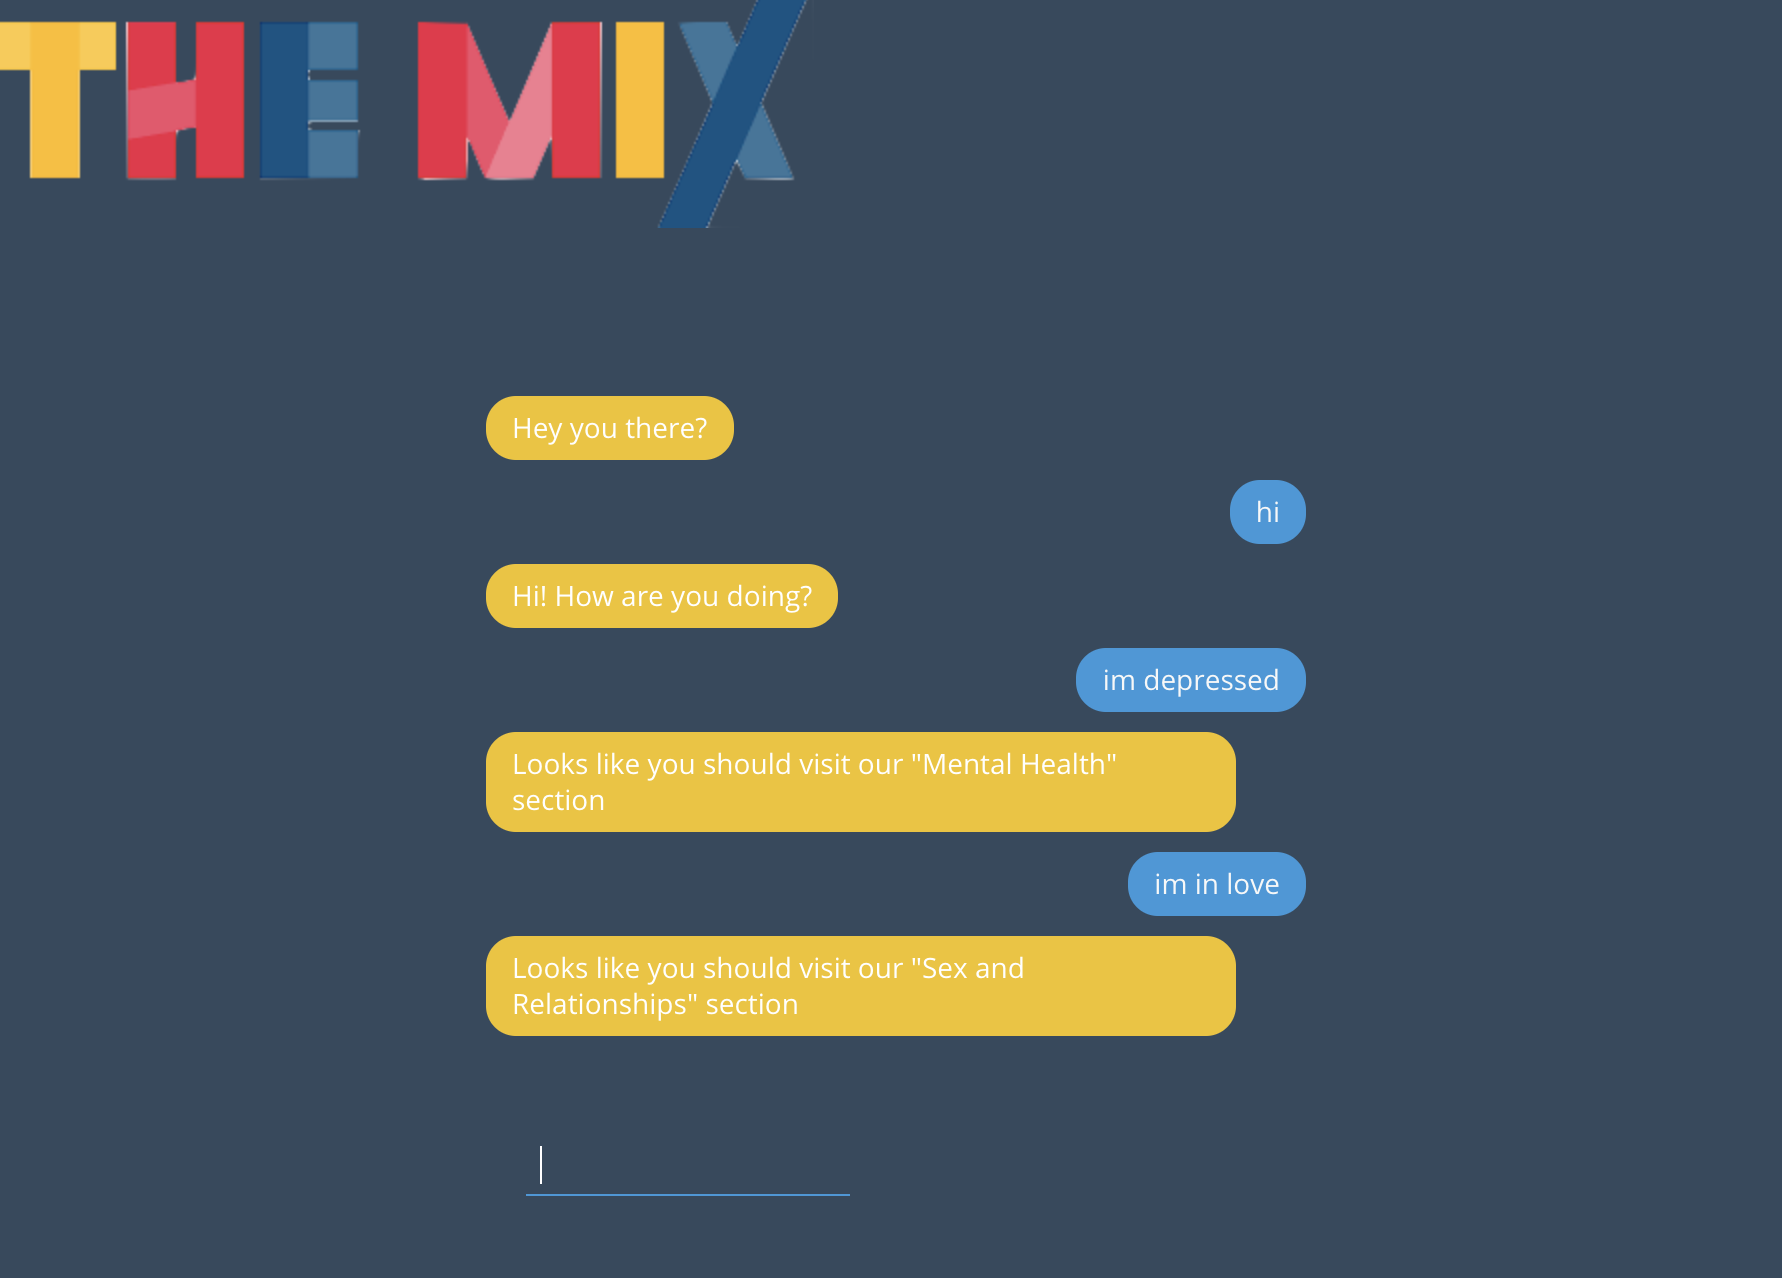 THE MIX
Hey you there?
hi
Hi! How are you doing?
im depressed
Looks like you should visit our "Mental Health"
section
im in love
Looks like you should visit our "Sex and
Relationships" section